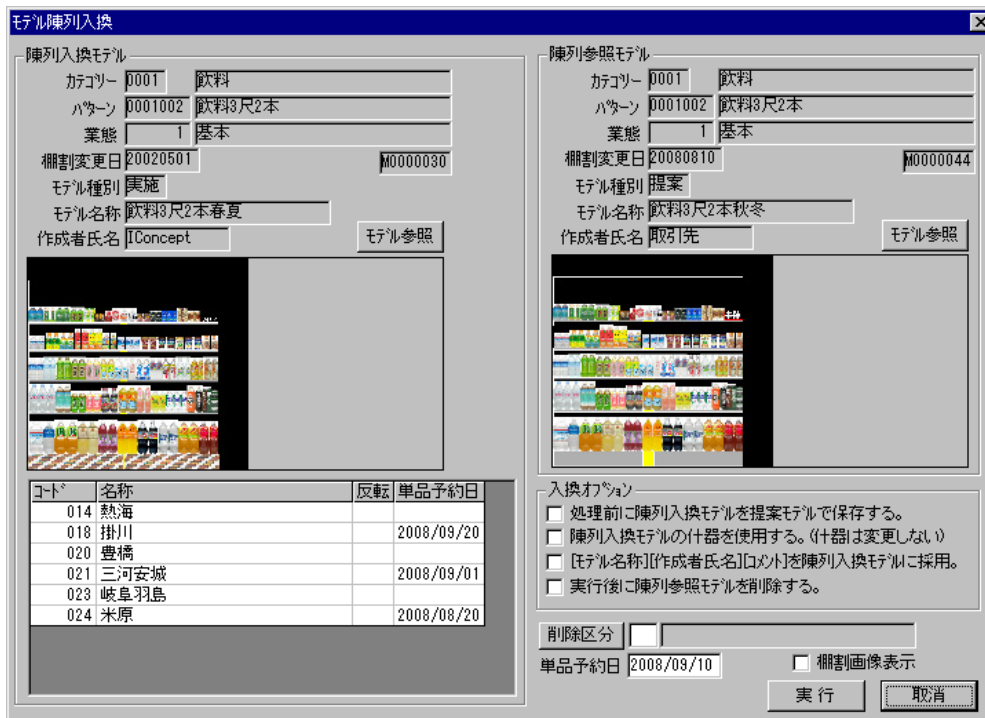 ﾓﾃﾞﾙ陳列入換
陳列入換ﾓﾃﾞﾙ
ｶﾃｺﾞﾘｰ 0001 飲料
ﾊﾟﾀｰﾝ 0001002 飲料3尺2本
業態 1 基本
棚割変更日 20020501 M0000030
ﾓﾃﾞﾙ種別 実施
ﾓﾃﾞﾙ名称 飲料3尺2本春夏
作成者氏名 IConcept ﾓﾃﾞﾙ参照
ｺｰﾄﾞ 名称 反転 単品予約日
014 熱海
018 掛川 2008/09/20
020 豊橋
021 三河安城 2008/09/01
023 岐阜羽島
024 米原 2008/08/20
陳列参照ﾓﾃﾞﾙ
ｶﾃｺﾞﾘｰ 0001 飲料
ﾊﾟﾀｰﾝ 0001002 飲料3尺2本
業態 1 基本
棚割変更日 20080810 M0000044
ﾓﾃﾞﾙ種別 提案
ﾓﾃﾞﾙ名称 飲料3尺2本秋冬
作成者氏名 取引先 ﾓﾃﾞﾙ参照
入換ｵﾌﾟｼｮﾝ
処理前に陳列入換ﾓﾃﾞﾙを提案ﾓﾃﾞﾙで保存する。
陳列入換ﾓﾃﾞﾙの什器を使用する。(什器は変更しない)
[ﾓﾃﾞﾙ名称][作成者氏名][ｺﾒﾝﾄ]を陳列入換ﾓﾃﾞﾙに採用。
実行後に陳列参照ﾓﾃﾞﾙを削除する。
削除区分
単品予約日 2008/09/10 棚割画像表示
実行 取消